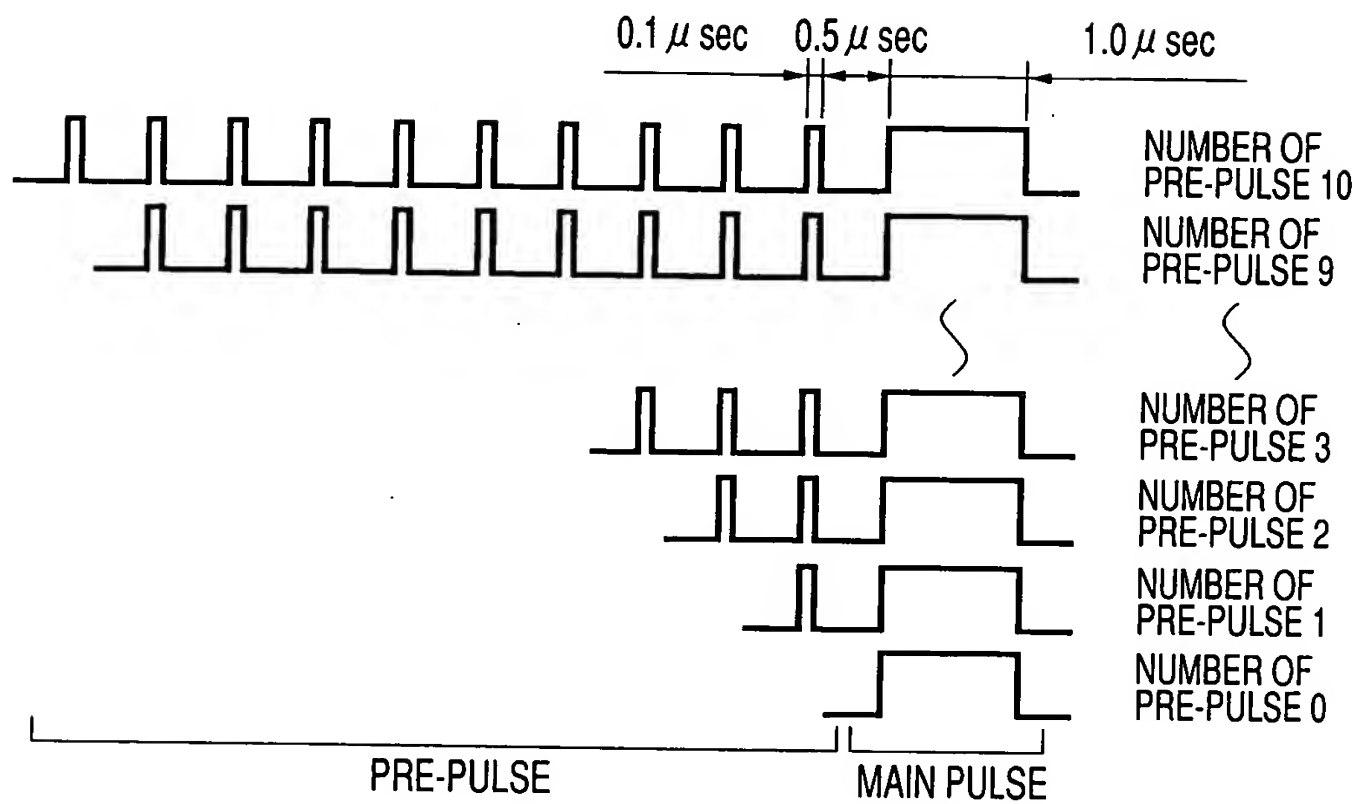 0.1 μ sec 0.5 μ sec 1.0 μ sec
NUMBER OF
PRE-PULSE 10
NUMBER OF
PRE-PULSE 9
NUMBER OF
PRE-PULSE 3
NUMBER OF
PRE-PULSE 2
NUMBER OF
PRE-PULSE 1
NUMBER OF
PRE-PULSE 0
PRE-PULSE MAIN PULSE